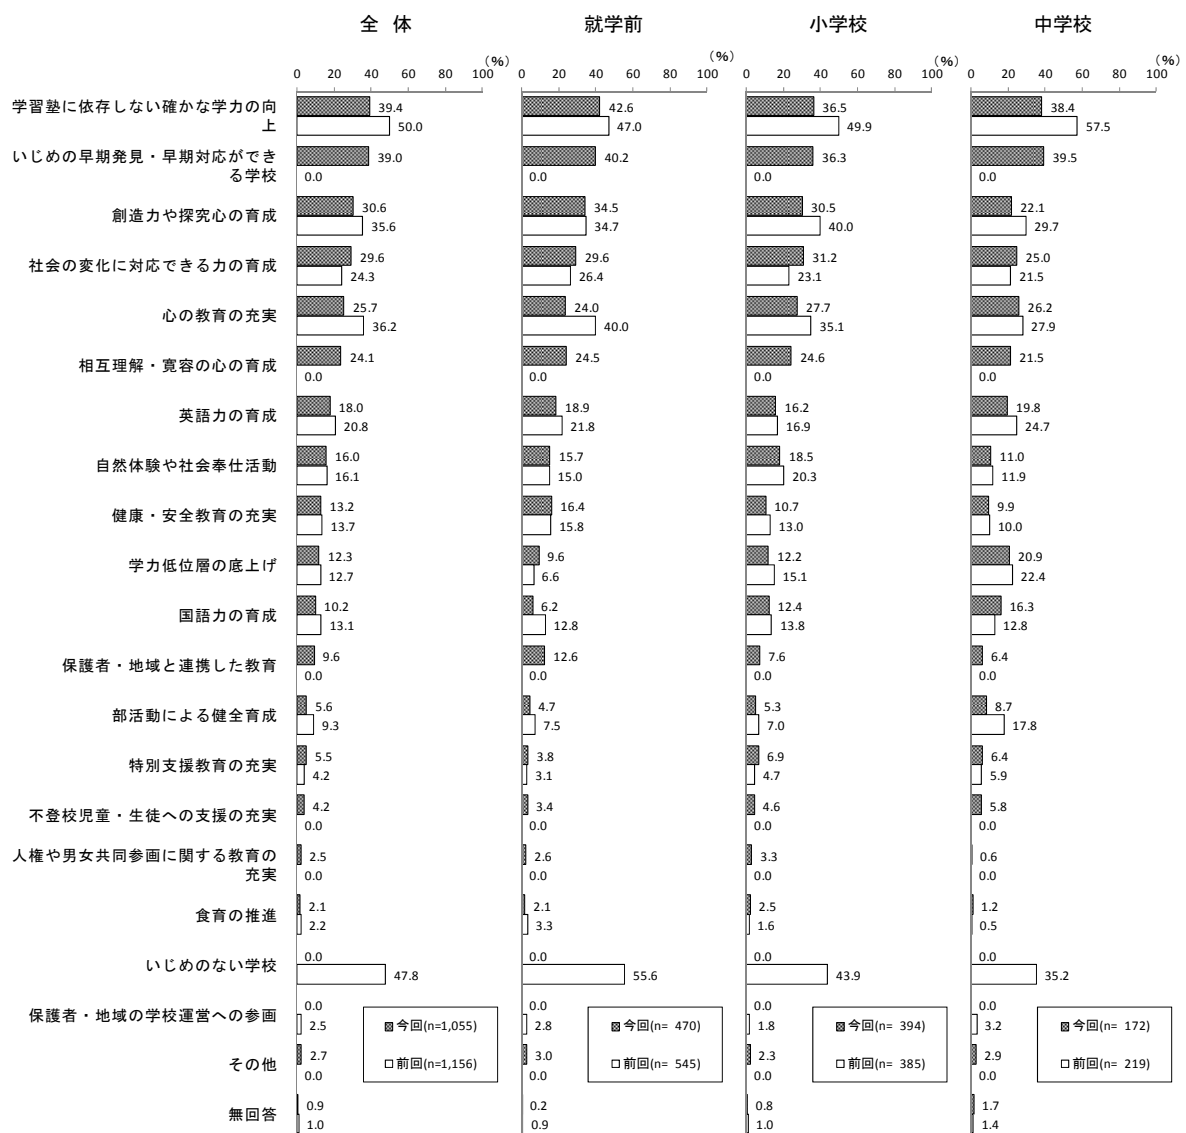 全 体 就学前 小学校 中学校
(%) (%) (%) (%)
0 20 40 60 80 100 0 20 40 60 80 100 0 20 40 60 80 100 0 20 40 60 80 100
学習塾に依存しない確かな学力の向
上
39.4 42.6 36.5 38.4
50.0 47.0 49.9 57.5
いじめの早期発見・早期対応ができ
る学校
39.0 40.2 36.3 39.5
0.0 0.0 0.0 0.0
創造力や探究心の育成
30.6 34.5 30.5 22.1
35.6 34.7 40.0 29.7
社会の変化に対応できる力の育成
29.6 29.6 31.2 25.0
24.3 26.4 23.1 21.5
心の教育の充実
25.7 24.0 27.7 26.2
36.2 40.0 35.1 27.9
相互理解・寛容の心の育成
24.1 24.5 24.6 21.5
0.0 0.0 0.0 0.0
英語力の育成
18.0 18.9 16.2 19.8
20.8 21.8 16.9 24.7
自然体験や社会奉仕活動
16.0 15.7 18.5 11.0
16.1 15.0 20.3 11.9
健康・安全教育の充実
13.2 16.4 10.7 9.9
13.7 15.8 13.0 10.0
学力低位層の底上げ
12.3 9.6 12.2 20.9
12.7 6.6 15.1 22.4
国語力の育成
10.2 6.2 12.4 16.3
13.1 12.8 13.8 12.8
保護者・地域と連携した教育
9.6 12.6 7.6 6.4
0.0 0.0 0.0 0.0
部活動による健全育成
5.6 4.7 5.3 8.7
9.3 7.5 7.0 17.8
特別支援教育の充実
5.5 3.8 6.9 6.4
4.2 3.1 4.7 5.9
不登校児童・生徒への支援の充実
4.2 3.4 4.6 5.8
0.0 0.0 0.0 0.0
人権や男女共同参画に関する教育の
充実
2.5 2.6 3.3 0.6
0.0 0.0 0.0 0.0
食育の推進
2.1 2.1 2.5 1.2
2.2 3.3 1.6 0.5
いじめのない学校
0.0 0.0 0.0 0.0
47.8 55.6 43.9 35.2
保護者・地域の学校運営への参画
0.0 0.0 0.0 0.0
2.5 2.8 1.8 3.2
その他
2.7 3.0 2.3 2.9
0.0 0.0 0.0 0.0
無回答
0.9 0.2 0.8 1.7
1.0 0.9 1.0 1.4
今回(n=1,055) 今回(n= 470) 今回(n= 394) 今回(n= 172)
前回(n=1,156) 前回(n= 545) 前回(n= 385) 前回(n= 219)